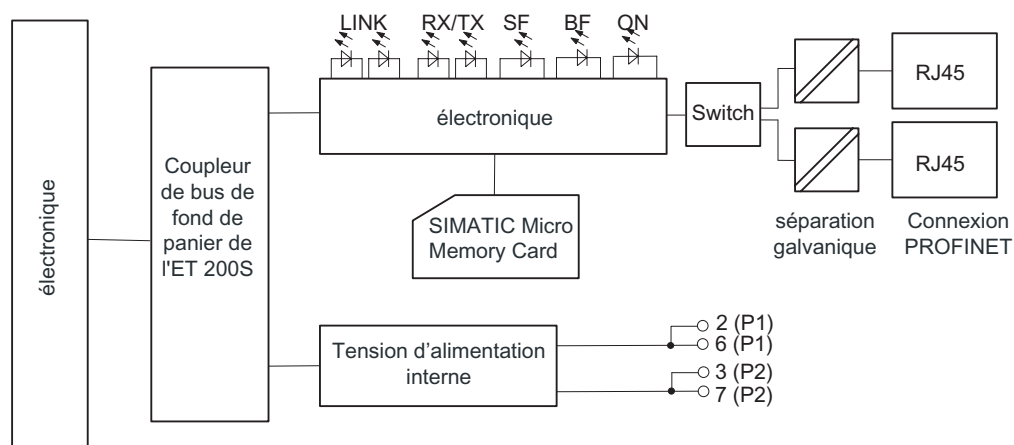 LINK RX/TX SF BF ON
électronique
Switch
RJ45
RJ45
séparation
galvanique
Connexion
PROFINET
SIMATIC Micro
Memory Card
Coupleur
de bus de
fond de
panier de
l'ET 200S
électronique
Tension d’alimentation
interne
2 (P1)
6 (P1)
3 (P2)
7 (P2)